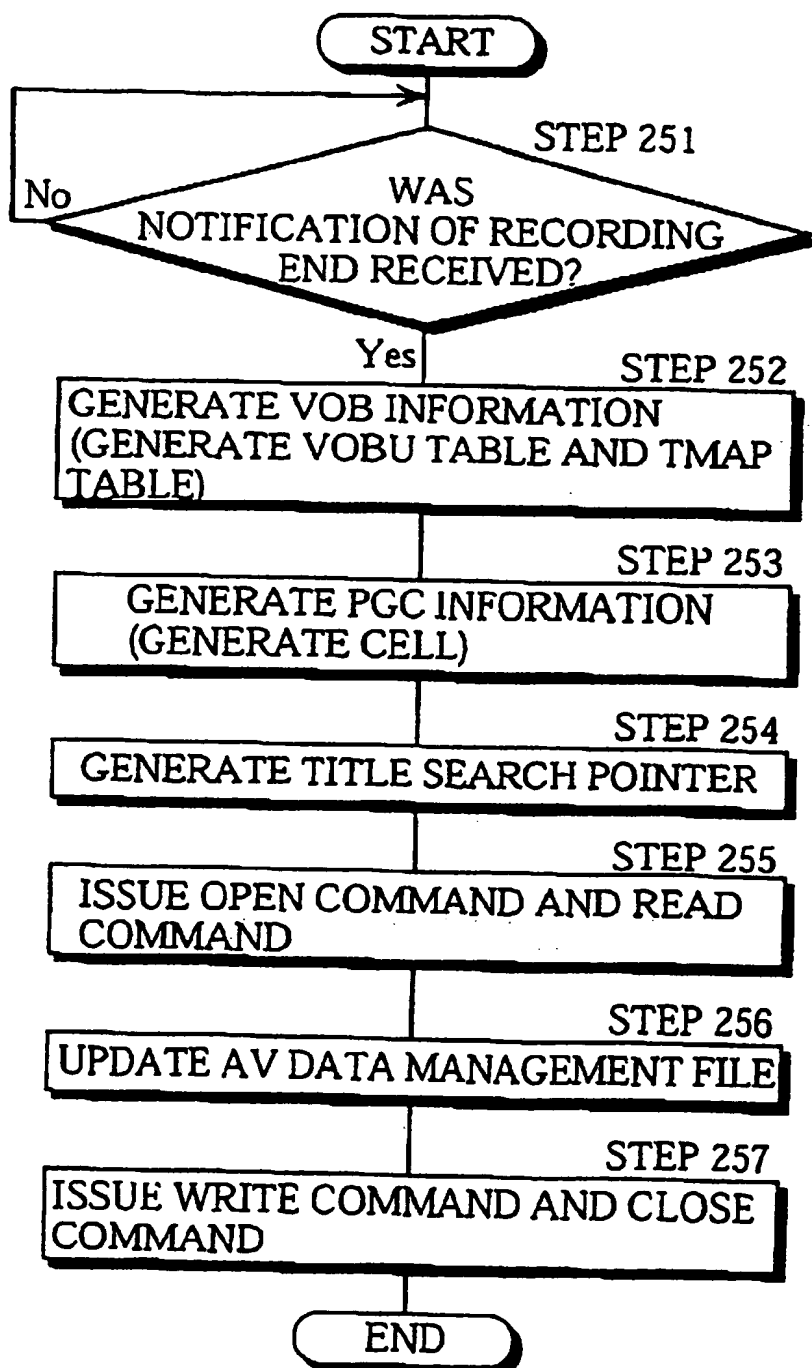 START
STEP 251
No
WAS
NOTIFICATION OF RECORDING
END RECEIVED?
Yes
STEP 252
GENERATE VOB INFORMATION
(GENERATE VOBU TABLE AND TMAP
TABLE)
STEP 253
GENERATE PGC INFORMATION
(GENERATE CELL)
STEP 254
GENERATE TITLE SEARCH POINTER
STEP 255
ISSUE OPEN COMMAND AND READ
COMMAND
STEP 256
UPDATE AV DATA MANAGEMENT FILE
STEP 257
ISSUE WRITE COMMAND AND CLOSE
COMMAND
END